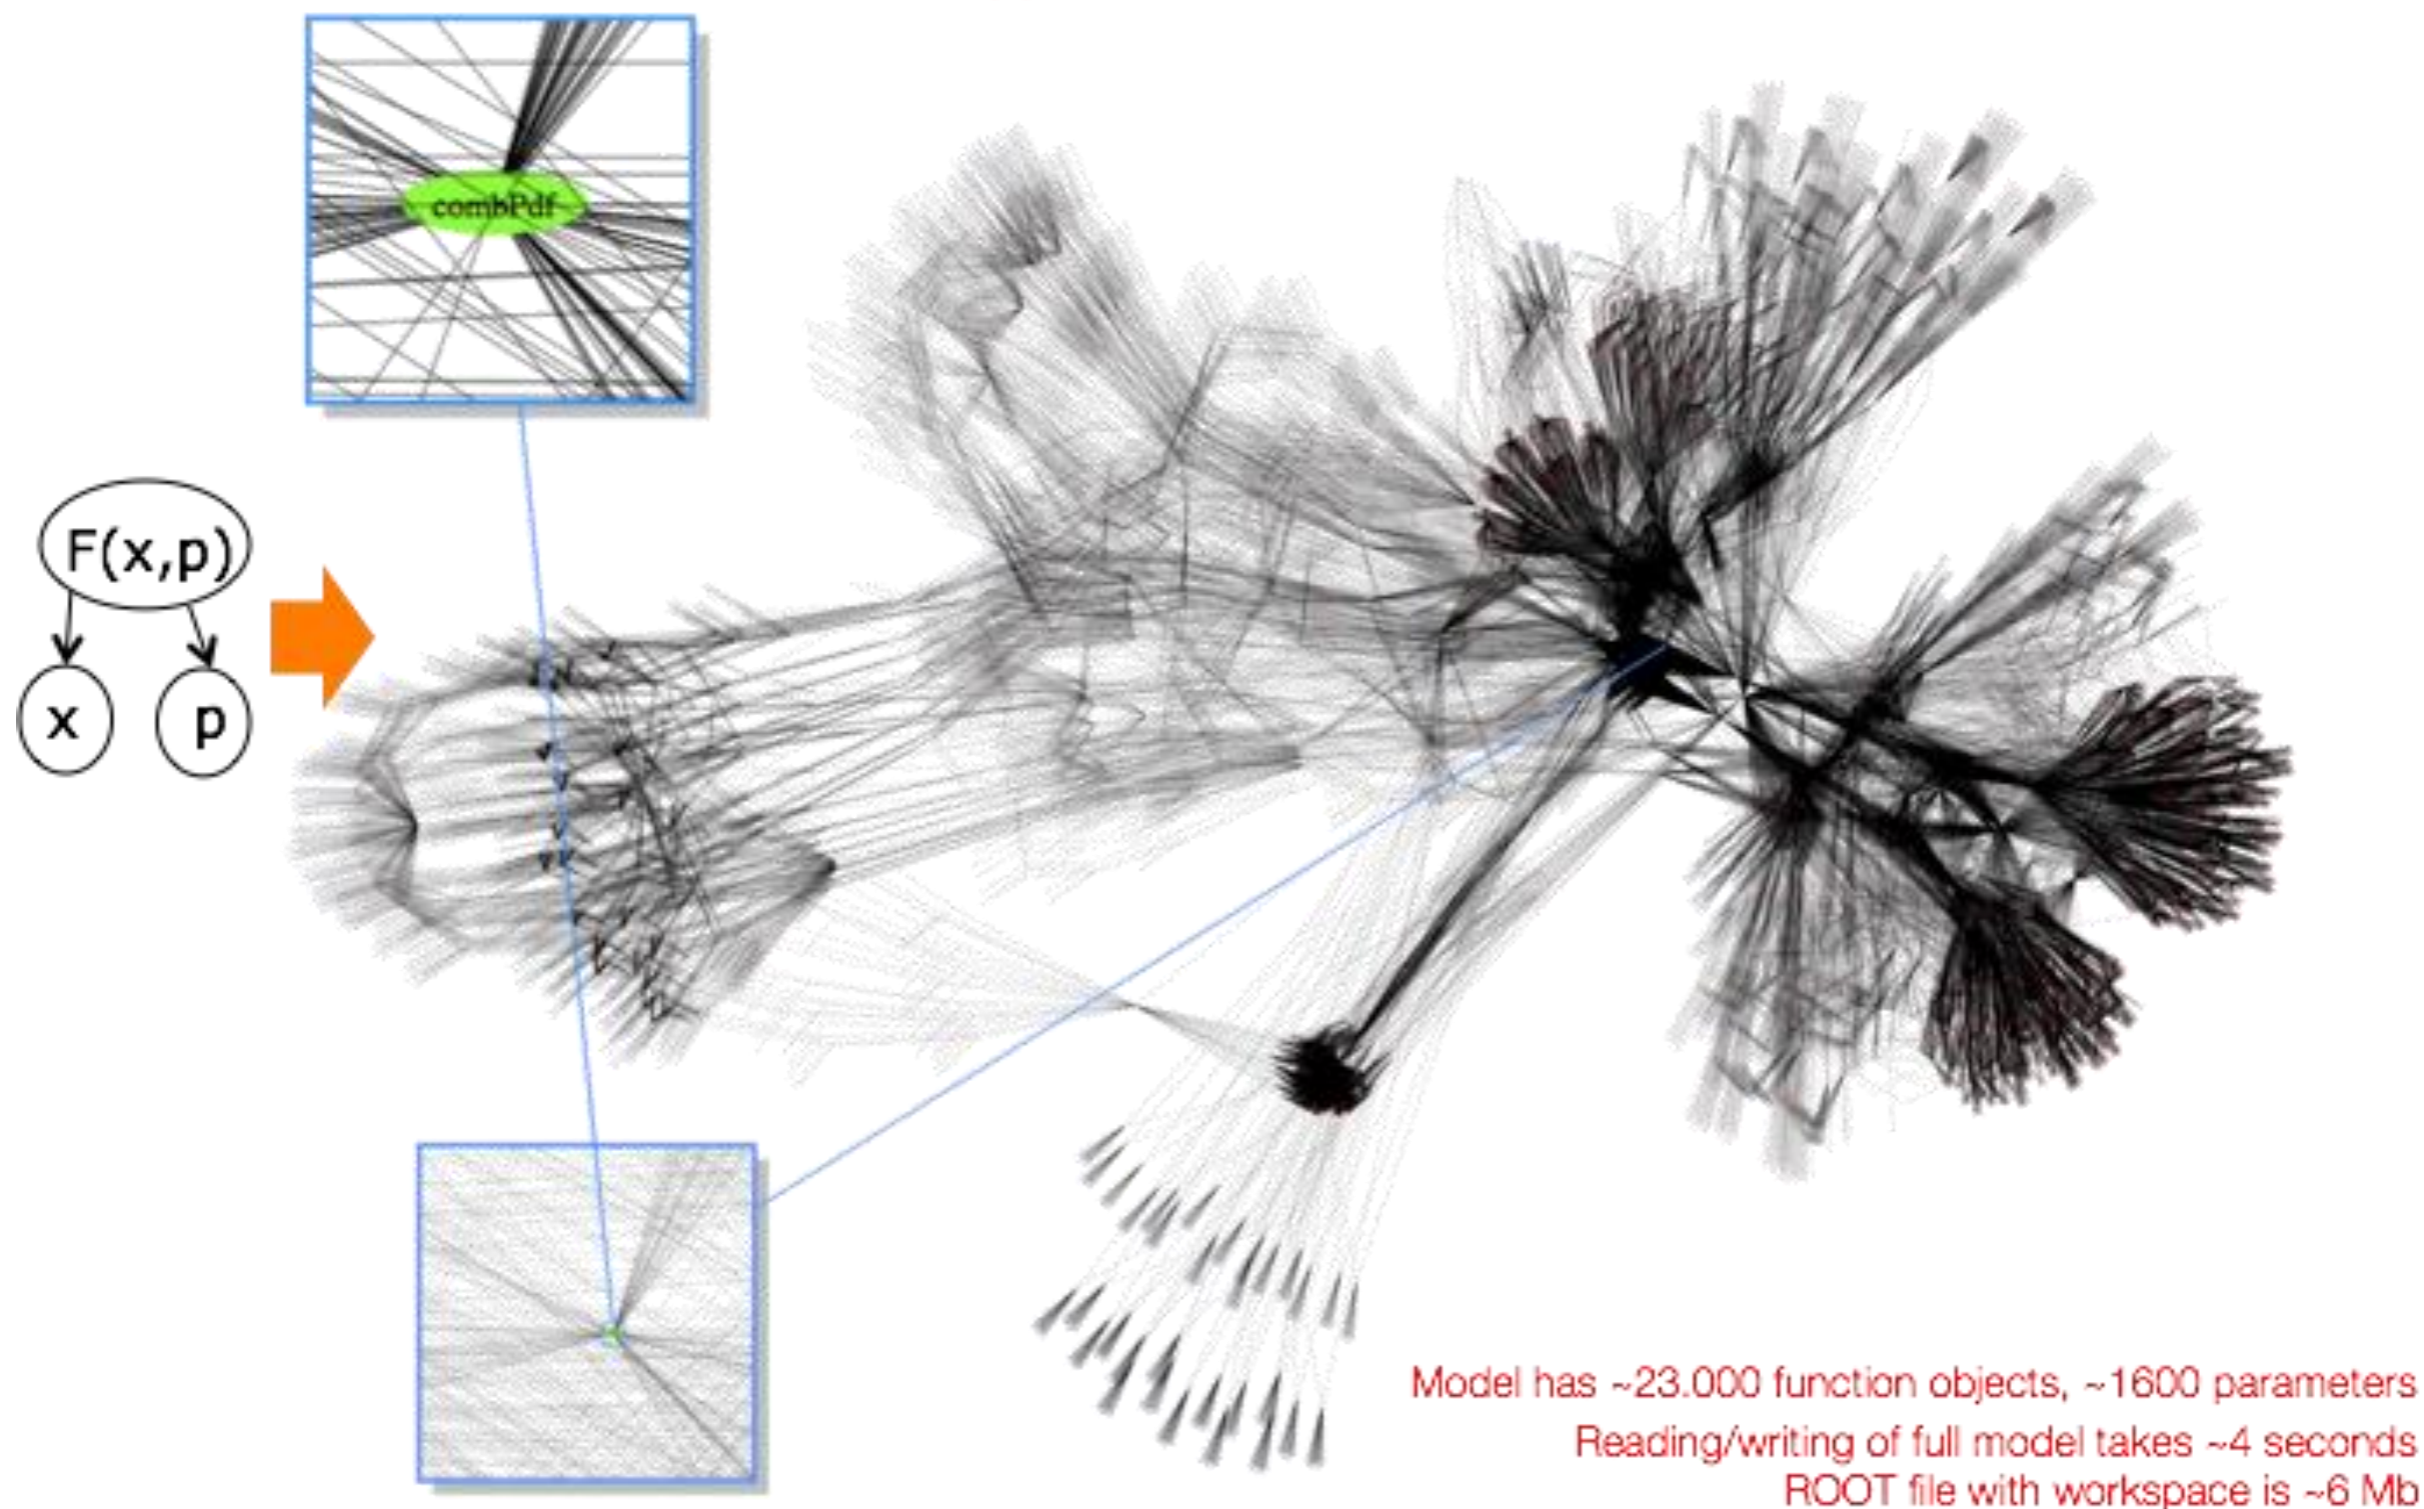 combPdf
F(x,p)
x
p
Model has ~23.000 function objects, ~1600 parameters
Reading/writing of full model takes ~4 seconds
ROOT file with workspace is ~6 Mb